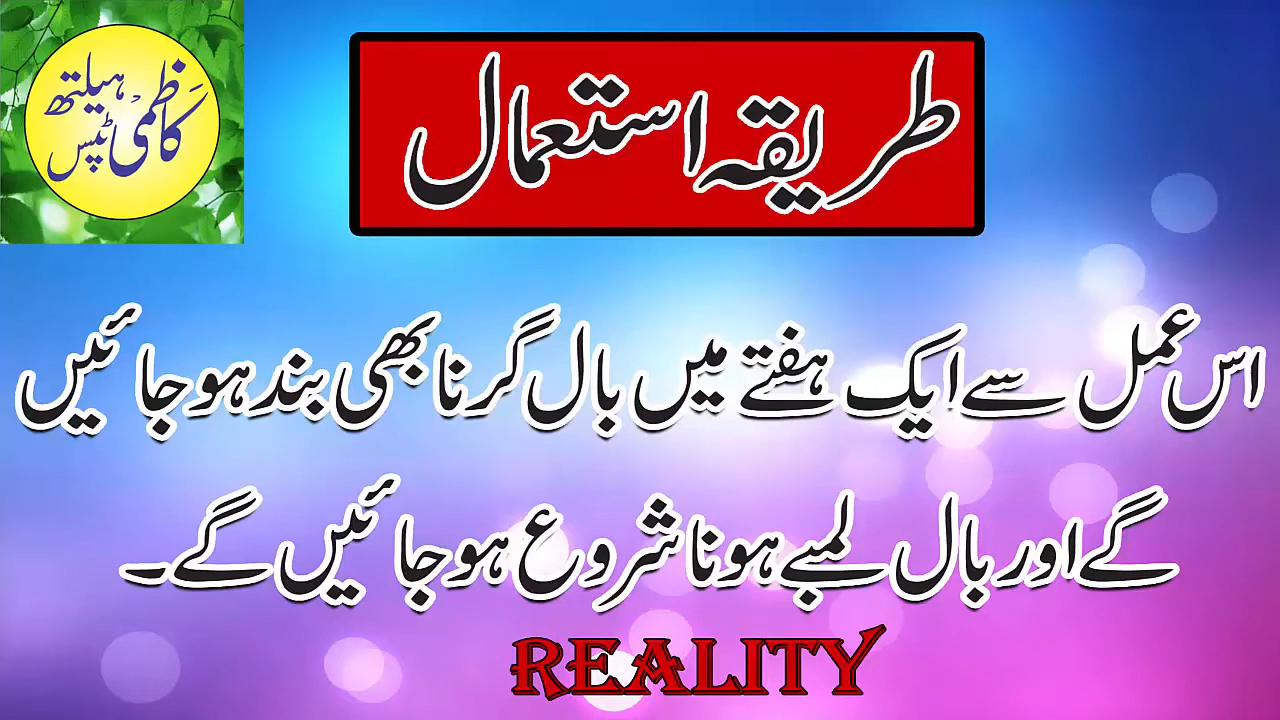 کاظمی ہیلتھ ٹپس
طریقہ استعمال
اس عمل سے ایک ہفتے میں بال گرنا بھی بند ہو جائیں
گے اور بال لمبے ہونا شروع ہو جائیں گے۔
REALITY